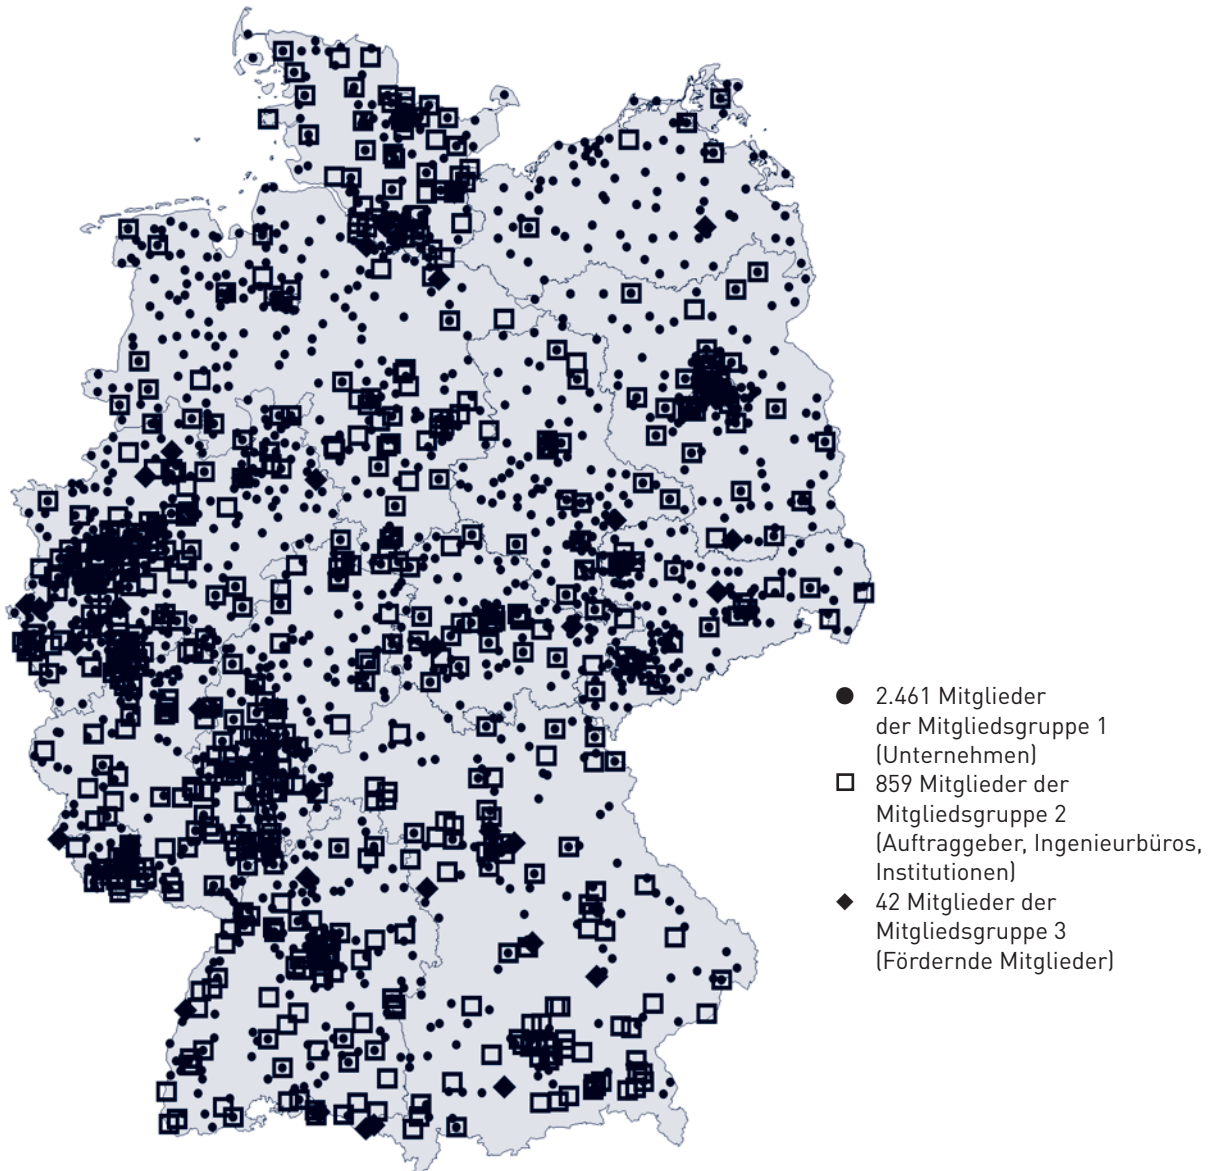 2.461 Mitglieder
der Mitgliedsgruppe 1
(Unternehmen)
859 Mitglieder der
Mitgliedsgruppe 2
(Auftraggeber, Ingenieurbüros,
Institutionen)
42 Mitglieder der
Mitgliedsgruppe 3
(Fördernde Mitglieder)